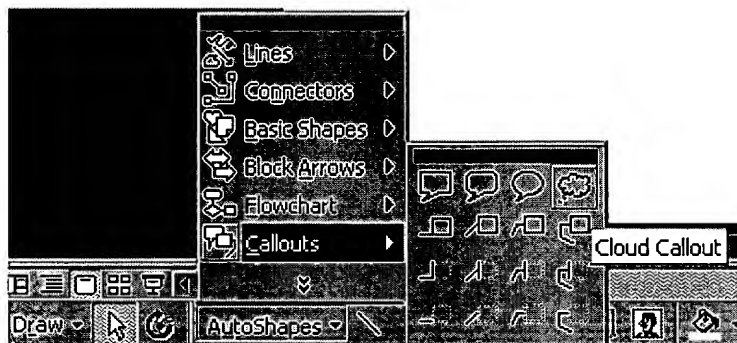 Lines
Connectors
Basic Shapes
Block Arrows
Flowchart
Callouts
Cloud Callout
Draw
AutoShapes